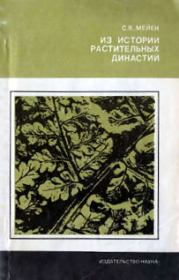 С.В. МЕЙЕН
ИЗ ИСТОРИИ
РАСТИТЕЛЬНЫХ
ДИНАСТИЙ
ИЗДАТЕЛЬСТВО «НАУКА»